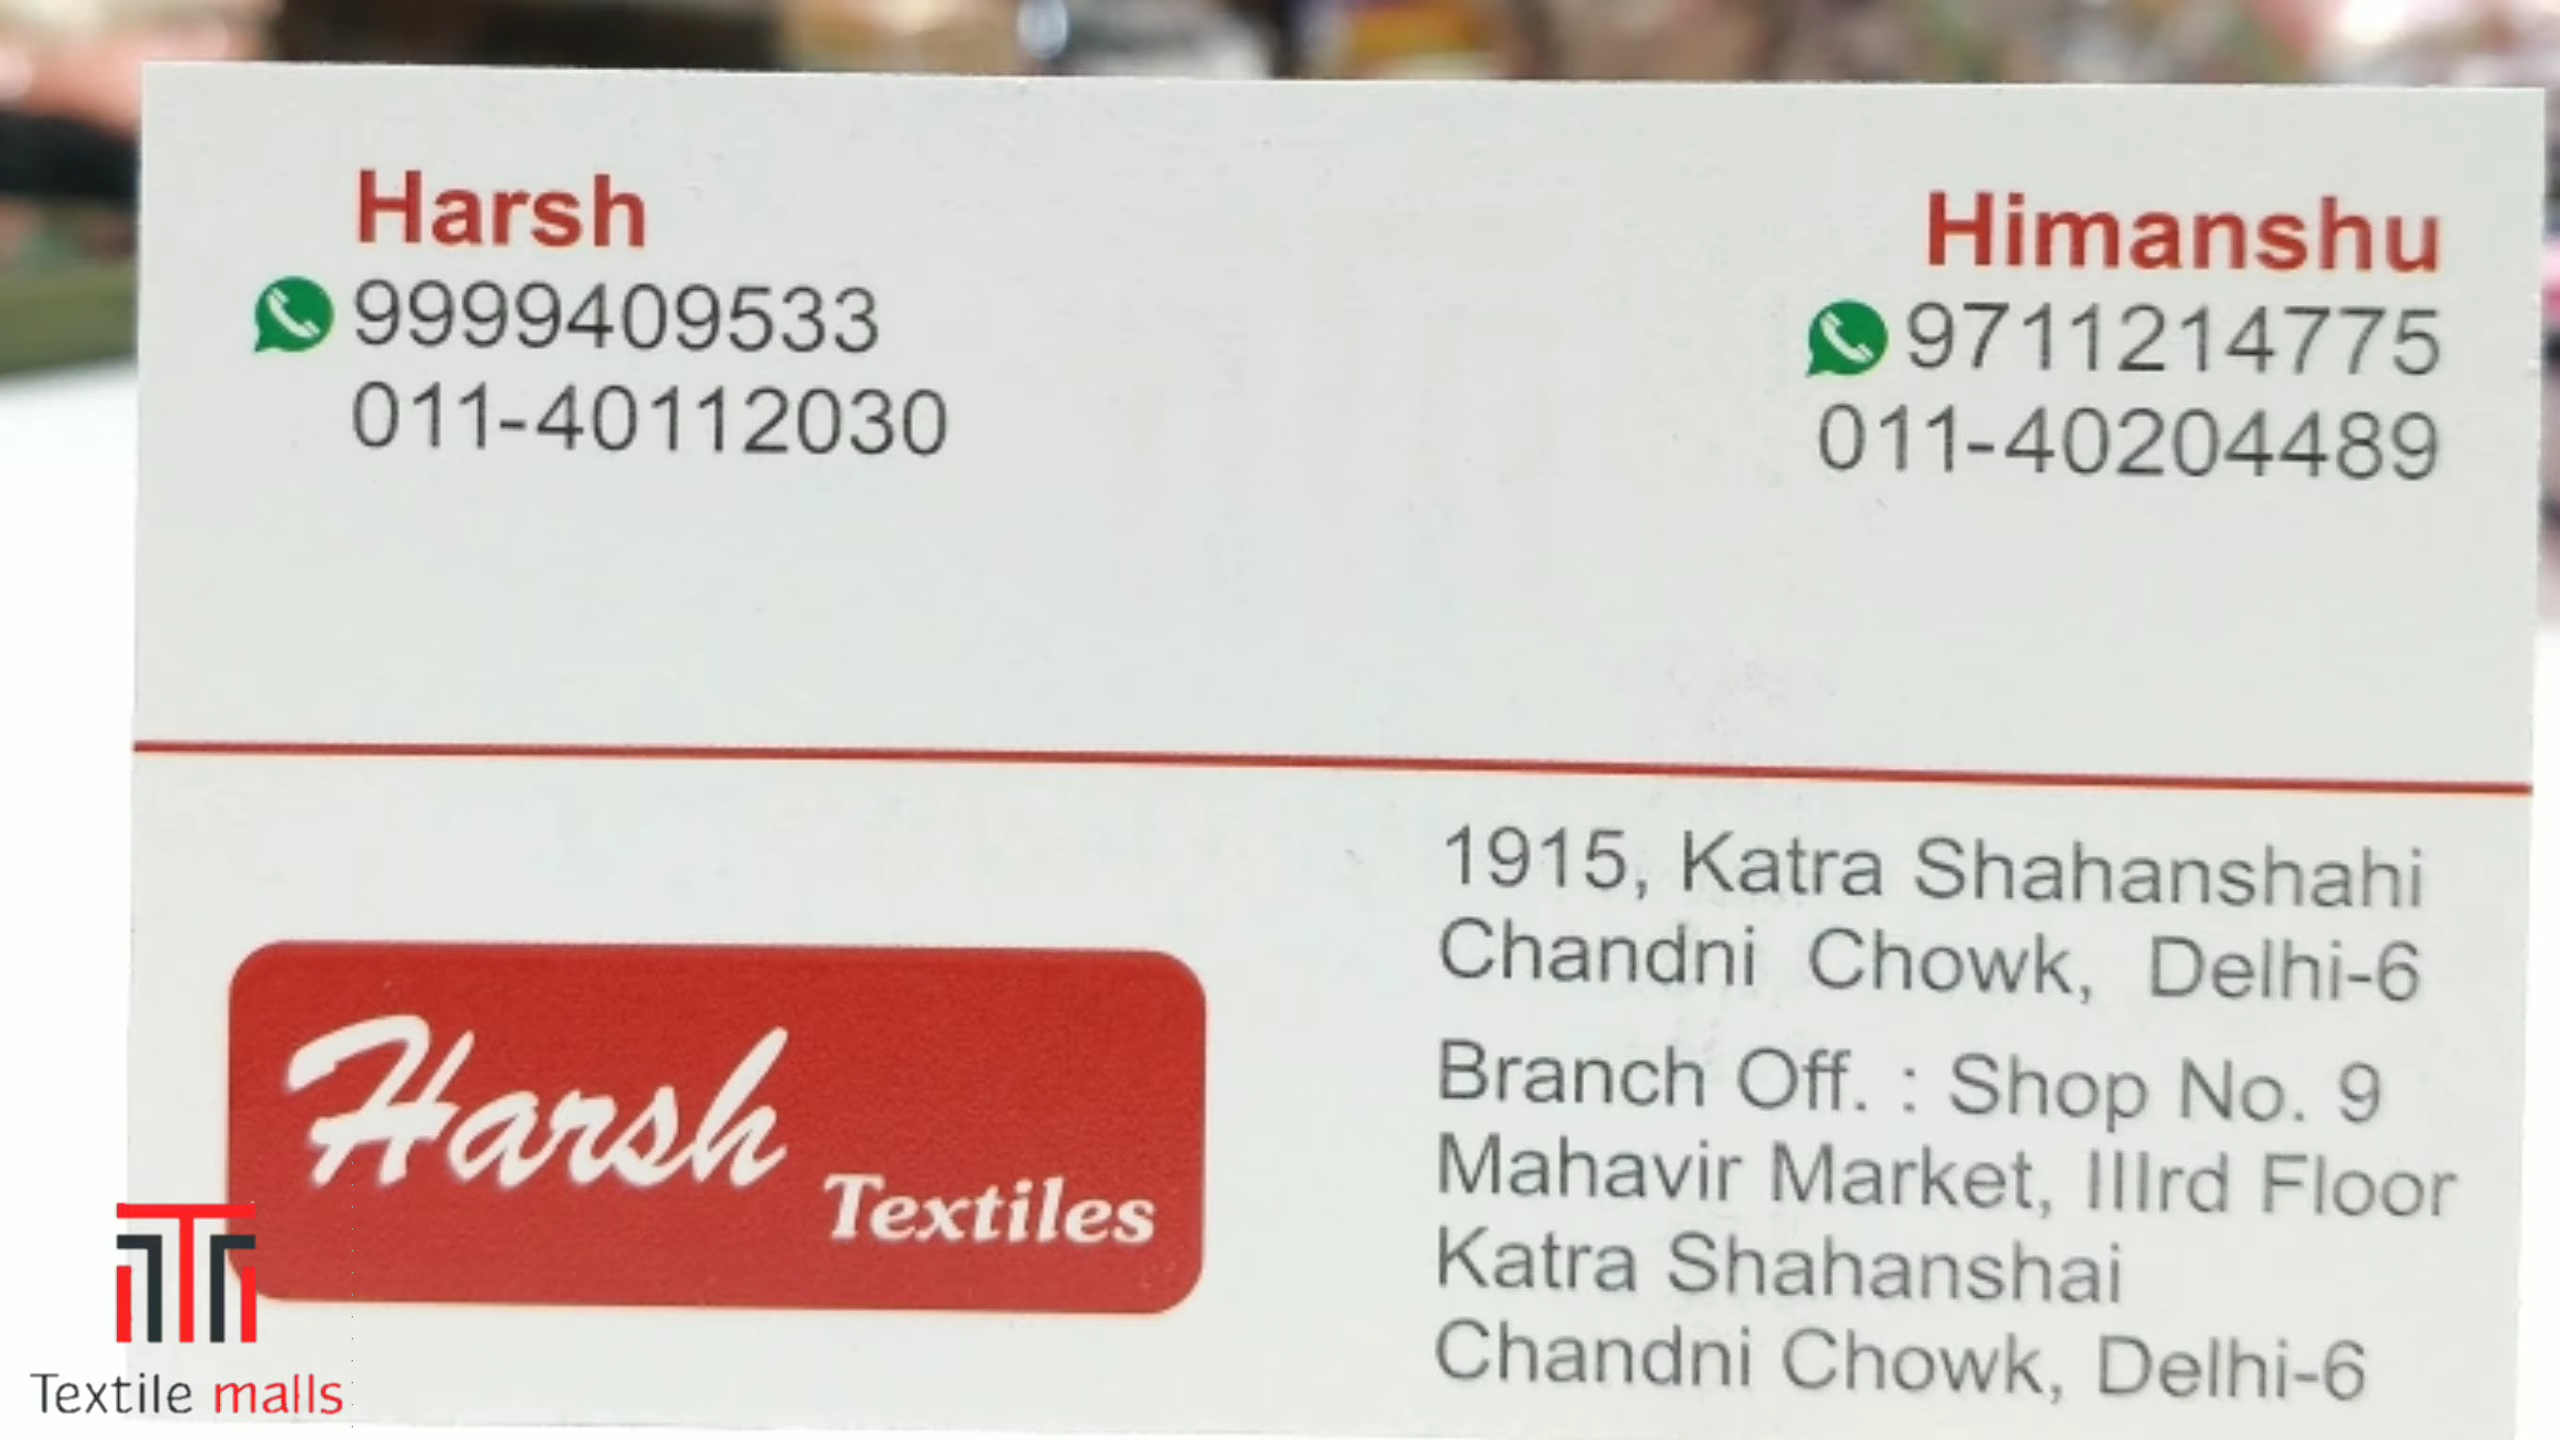 Harsh
9999409533
011-40112030
Himanshu
9711214775
011-40204489
Harsh
Textiles
1915, Katra Shahanshahi
Chandni Chowk, Delhi-6
Branch Off. : Shop No. 9
Mahavir Market, IIIrd Floor
Katra Shahanshai
Chandni Chowk, Delhi-6
Textile malls